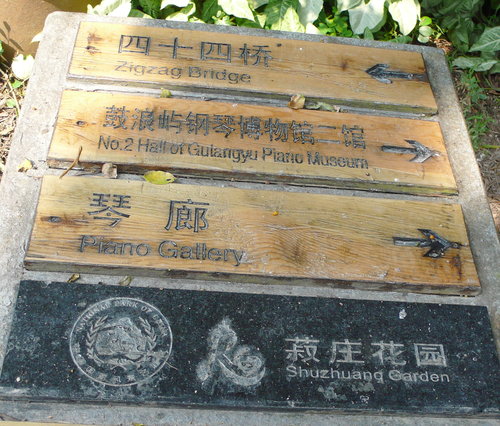 四十四桥
Zigzag Bridge
鼓浪屿钢琴博物馆二馆
No.2 Hall of Gulangyu Piano Museum
琴廊
Piano Gallery
菽庄花园
Shuzhuang Garden